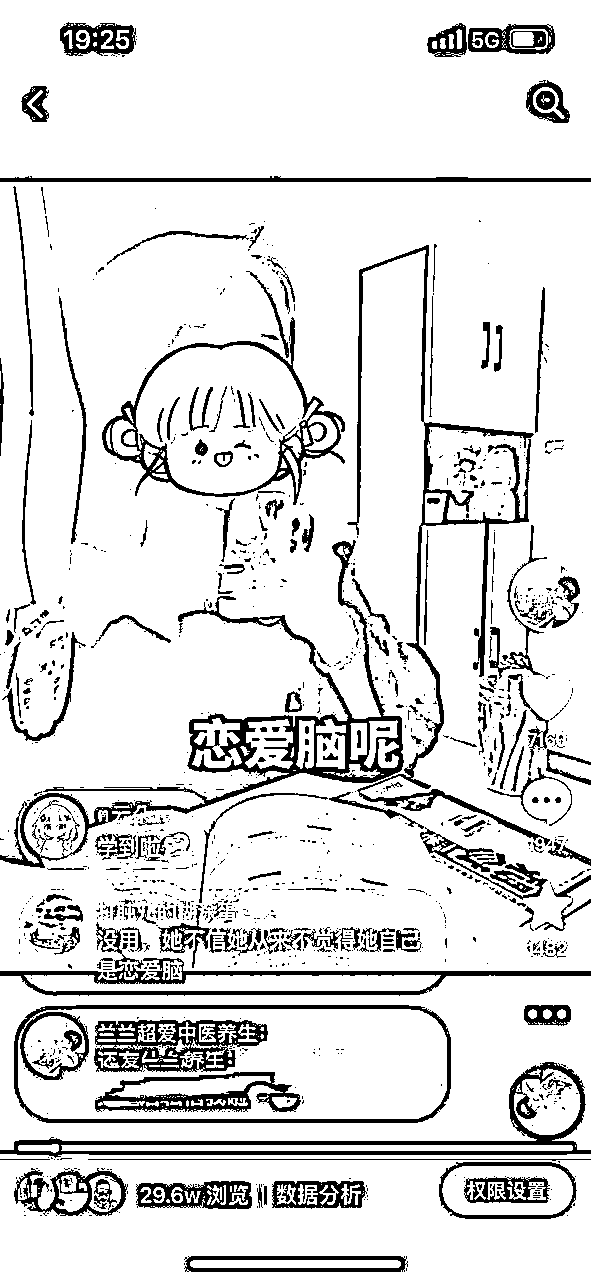 19:25
5G
恋爱脑呢
7169
学到啦
1947
没用，她不信她从来不觉得她自己
是恋爱脑
1482
兰兰超爱中医养生：
29.6w浏览 | 数据分析
权限设置